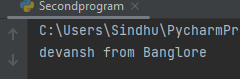 Secondprogram
C:\Users\Sindhu\PycharmPr
devansh from Banglore